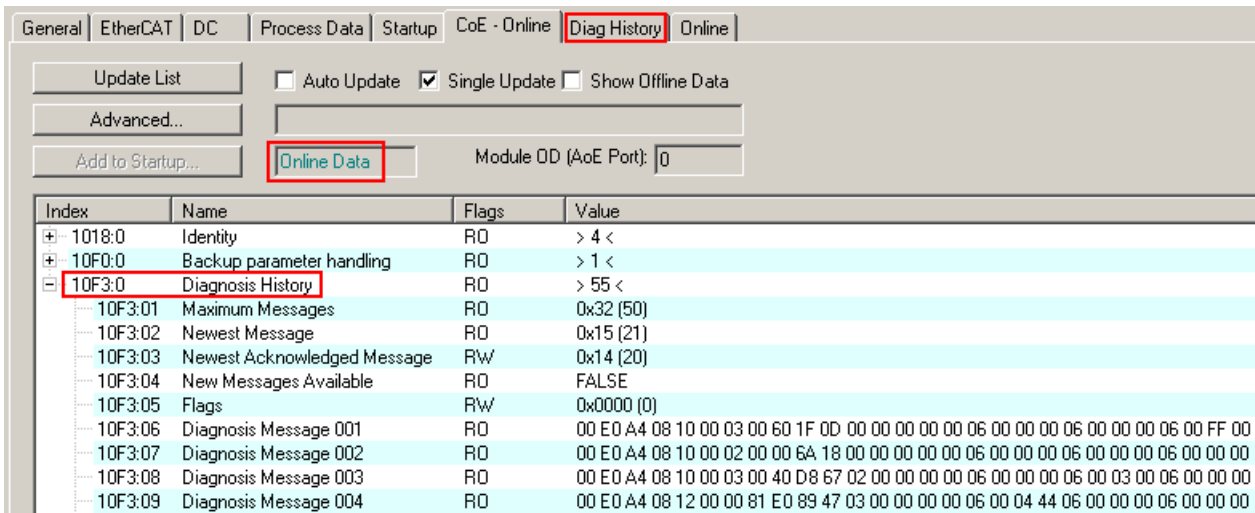 General EtherCAT DC Process Data Startup CoE - Online Diag History Online
Update List Auto Update Single Update Show Offline Data
Advanced...
Add to Startup... Online Data Module OD (AoE Port): 0
Index Name Flags Value
1018:0 Identity RO > 4 <
10F0:0 Backup parameter handling RO > 1 <
10F3:0 Diagnosis History RO > 55 <
10F3:01 Maximum Messages RO 0x32 (50)
10F3:02 Newest Message RO 0x15 (21)
10F3:03 Newest Acknowledged Message RW 0x14 (20)
10F3:04 New Messages Available RO FALSE
10F3:05 Flags RW 0x0000 (0)
10F3:06 Diagnosis Message 001 RO 00 E0 A4 08 10 00 03 00 60 1F 0D 00 00 00 00 00 06 00 00 00 06 00 00 00 06 00 FF 00
10F3:07 Diagnosis Message 002 RO 00 E0 A4 08 10 00 02 00 00 6A 18 00 00 00 00 00 06 00 00 00 06 00 00 00 06 00 00 00
10F3:08 Diagnosis Message 003 RO 00 E0 A4 08 10 00 03 00 40 D8 67 02 00 00 00 00 06 00 00 00 06 00 03 00 06 00 00 00
10F3:09 Diagnosis Message 004 RO 00 E0 A4 08 12 00 00 81 E0 89 47 03 00 00 00 00 06 00 04 44 06 00 00 00 06 00 00 00